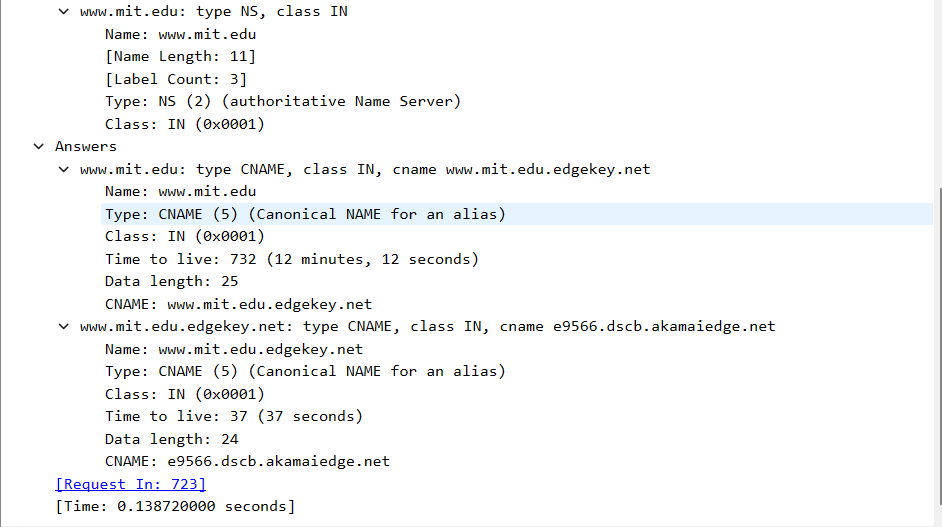 www.mit.edu: type NS, class IN
Name: www.mit.edu
[Name Length: 11]
[Label Count: 3]
Type: NS (2) (authoritative Name Server)
Class: IN (0x0001)
Answers
www.mit.edu: type CNAME, class IN, cname www.mit.edu.edgekey.net
Name: www.mit.edu
Type: CNAME (5) (Canonical NAME for an alias)
Class: IN (0x0001)
Time to live: 732 (12 minutes, 12 seconds)
Data length: 25
CNAME: www.mit.edu.edgekey.net
www.mit.edu.edgekey.net: type CNAME, class IN, cname e9566.dscb.akamaiedge.net
Name: www.mit.edu.edgekey.net
Type: CNAME (5) (Canonical NAME for an alias)
Class: IN (0x0001)
Time to live: 37 (37 seconds)
Data length: 24
CNAME: e9566.dscb.akamaiedge.net
[Request In: 723]
[Time: 0.138720000 seconds]